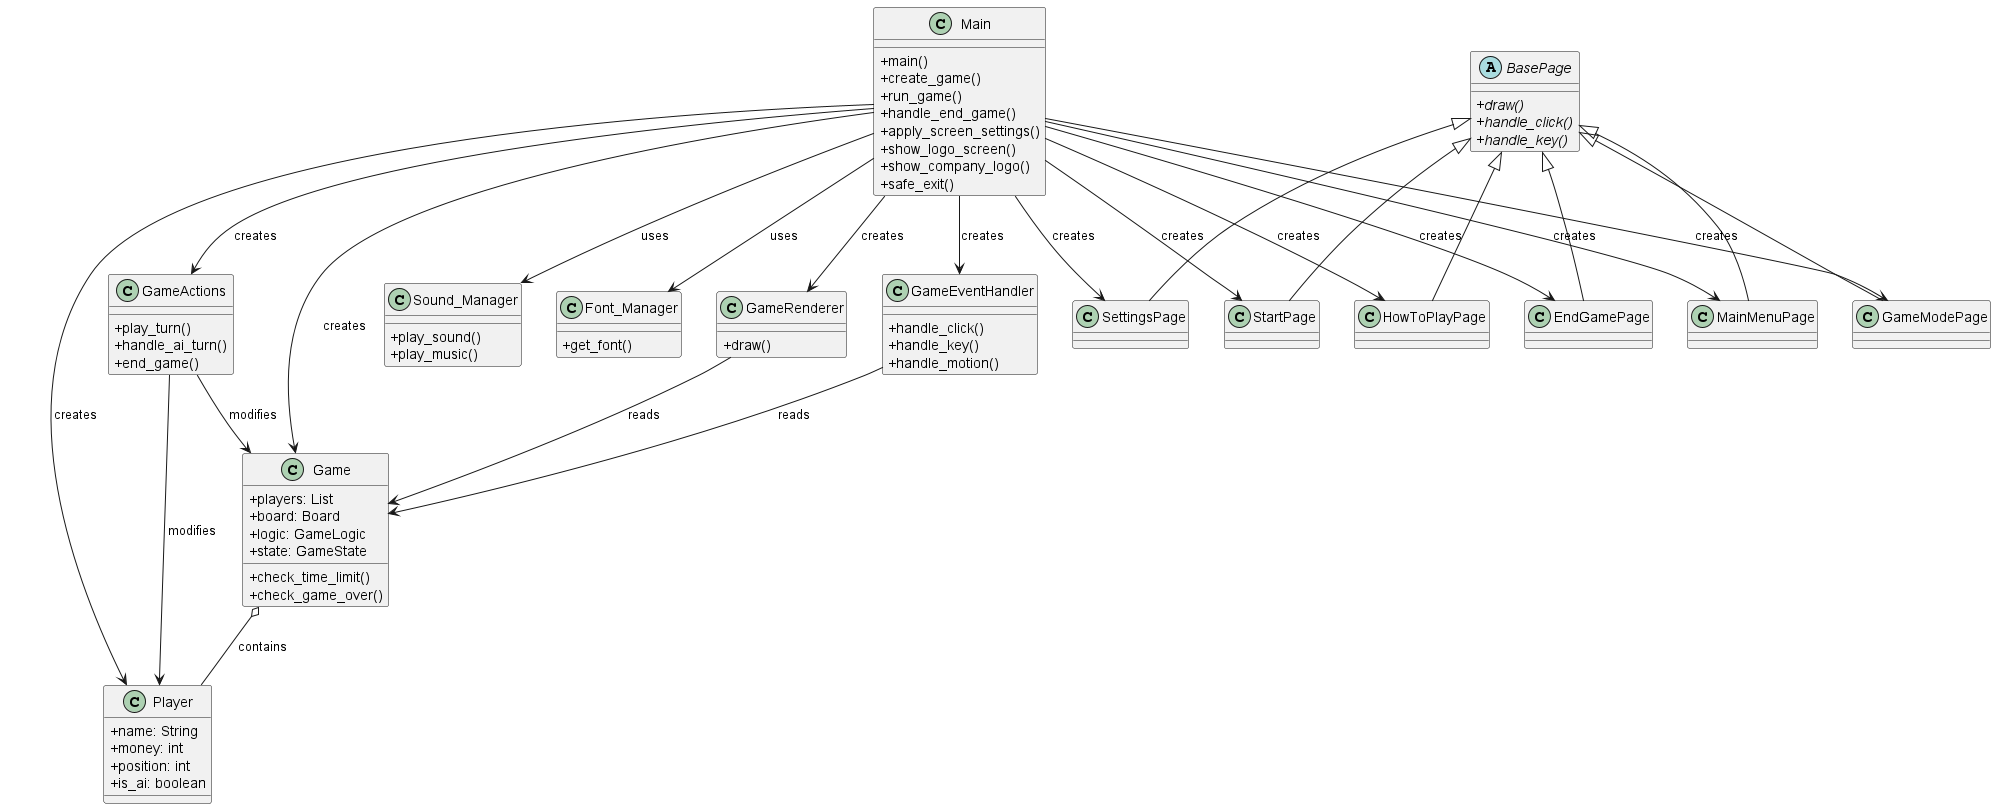 C Main
+main()
+create_game()
+run_game()
+handle_end_game()
+apply_screen_settings()
+show_logo_screen()
+show_company_logo()
+safe_exit()
A BasePage
+draw()
+handle_click()
+handle_key()
creates
uses
uses
creates
creates
creates
creates
creates
creates
creates
creates
C GameActions
+play_turn()
+handle_ai_turn()
+end_game()
C Sound_Manager
+play_sound()
+play_music()
C Font_Manager
+get_font()
C GameRenderer
+draw()
C GameEventHandler
+handle_click()
+handle_key()
+handle_motion()
C SettingsPage
C StartPage
C HowToPlayPage
C EndGamePage
C MainMenuPage
C GameModePage
creates
creates
modifies
reads
reads
C Game
+players: List
+board: Board
+logic: GameLogic
+state: GameState
+check_time_limit()
+check_game_over()
modifies
contains
C Player
+name: String
+money: int
+position: int
+is_ai: boolean